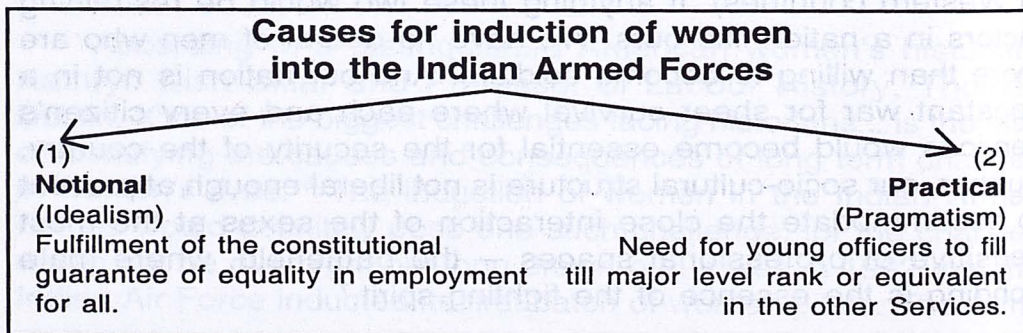 Causes for induction of women
into the Indian Armed Forces
(1)
Notional
(Idealism)
Fulfillment of the constitutional
guarantee of equality in employment
for all.
(2)
Practical
(Pragmatism)
Need for young officers to fill
till Major level rank or equivalent
in the other Services.